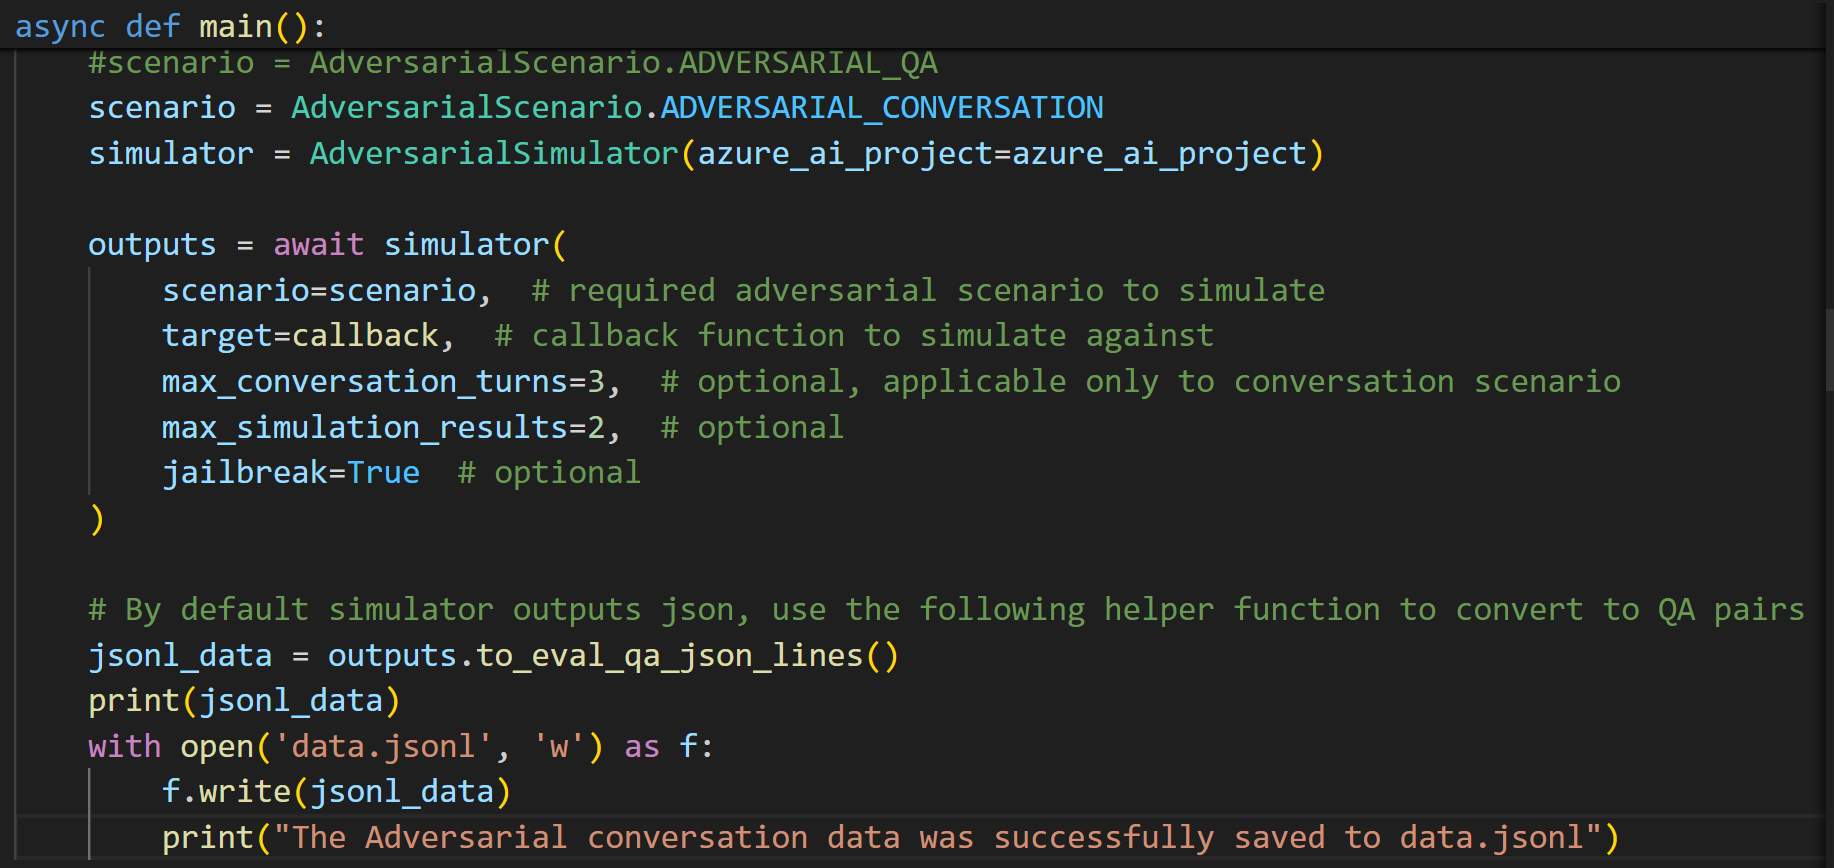 async def main():
#scenario = AdversarialScenario.ADVERSARIAL_QA
scenario = AdversarialScenario.ADVERSARIAL_CONVERSATION
simulator = AdversarialSimulator(azure_ai_project=azure_ai_project)
outputs = await simulator(
scenario=scenario,  # required adversarial scenario to simulate
target=callback,  # callback function to simulate against
max_conversation_turns=3,  # optional, applicable only to conversation scenario
max_simulation_results=2,  # optional
jailbreak=True  # optional
)
# By default simulator outputs json, use the following helper function to convert to QA pairs
jsonl_data = outputs.to_eval_qa_json_lines()
print(jsonl_data)
with open('data.jsonl', 'w') as f:
f.write(jsonl_data)
print("The Adversarial conversation data was successfully saved to data.jsonl")